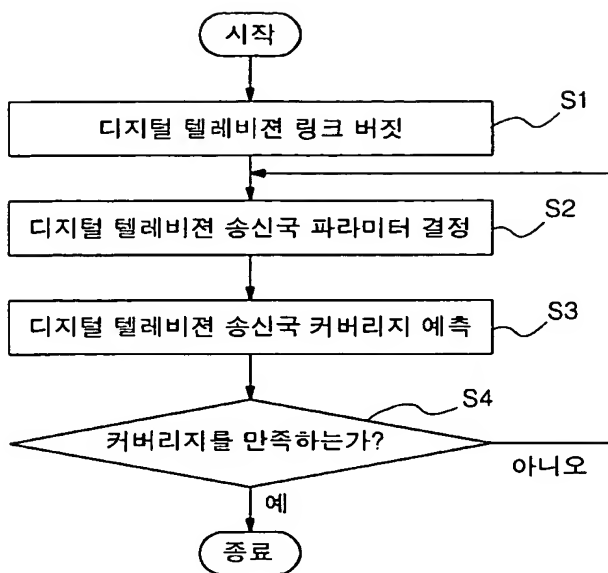 시작
디지털 텔레비젼 링크 버짓
S1
디지털 텔레비젼 송신국 파라미터 결정
S2
디지털 텔레비젼 송신국 커버리지 예측
S3
커버리지를 만족하는가?
S4
아니오
예
종료